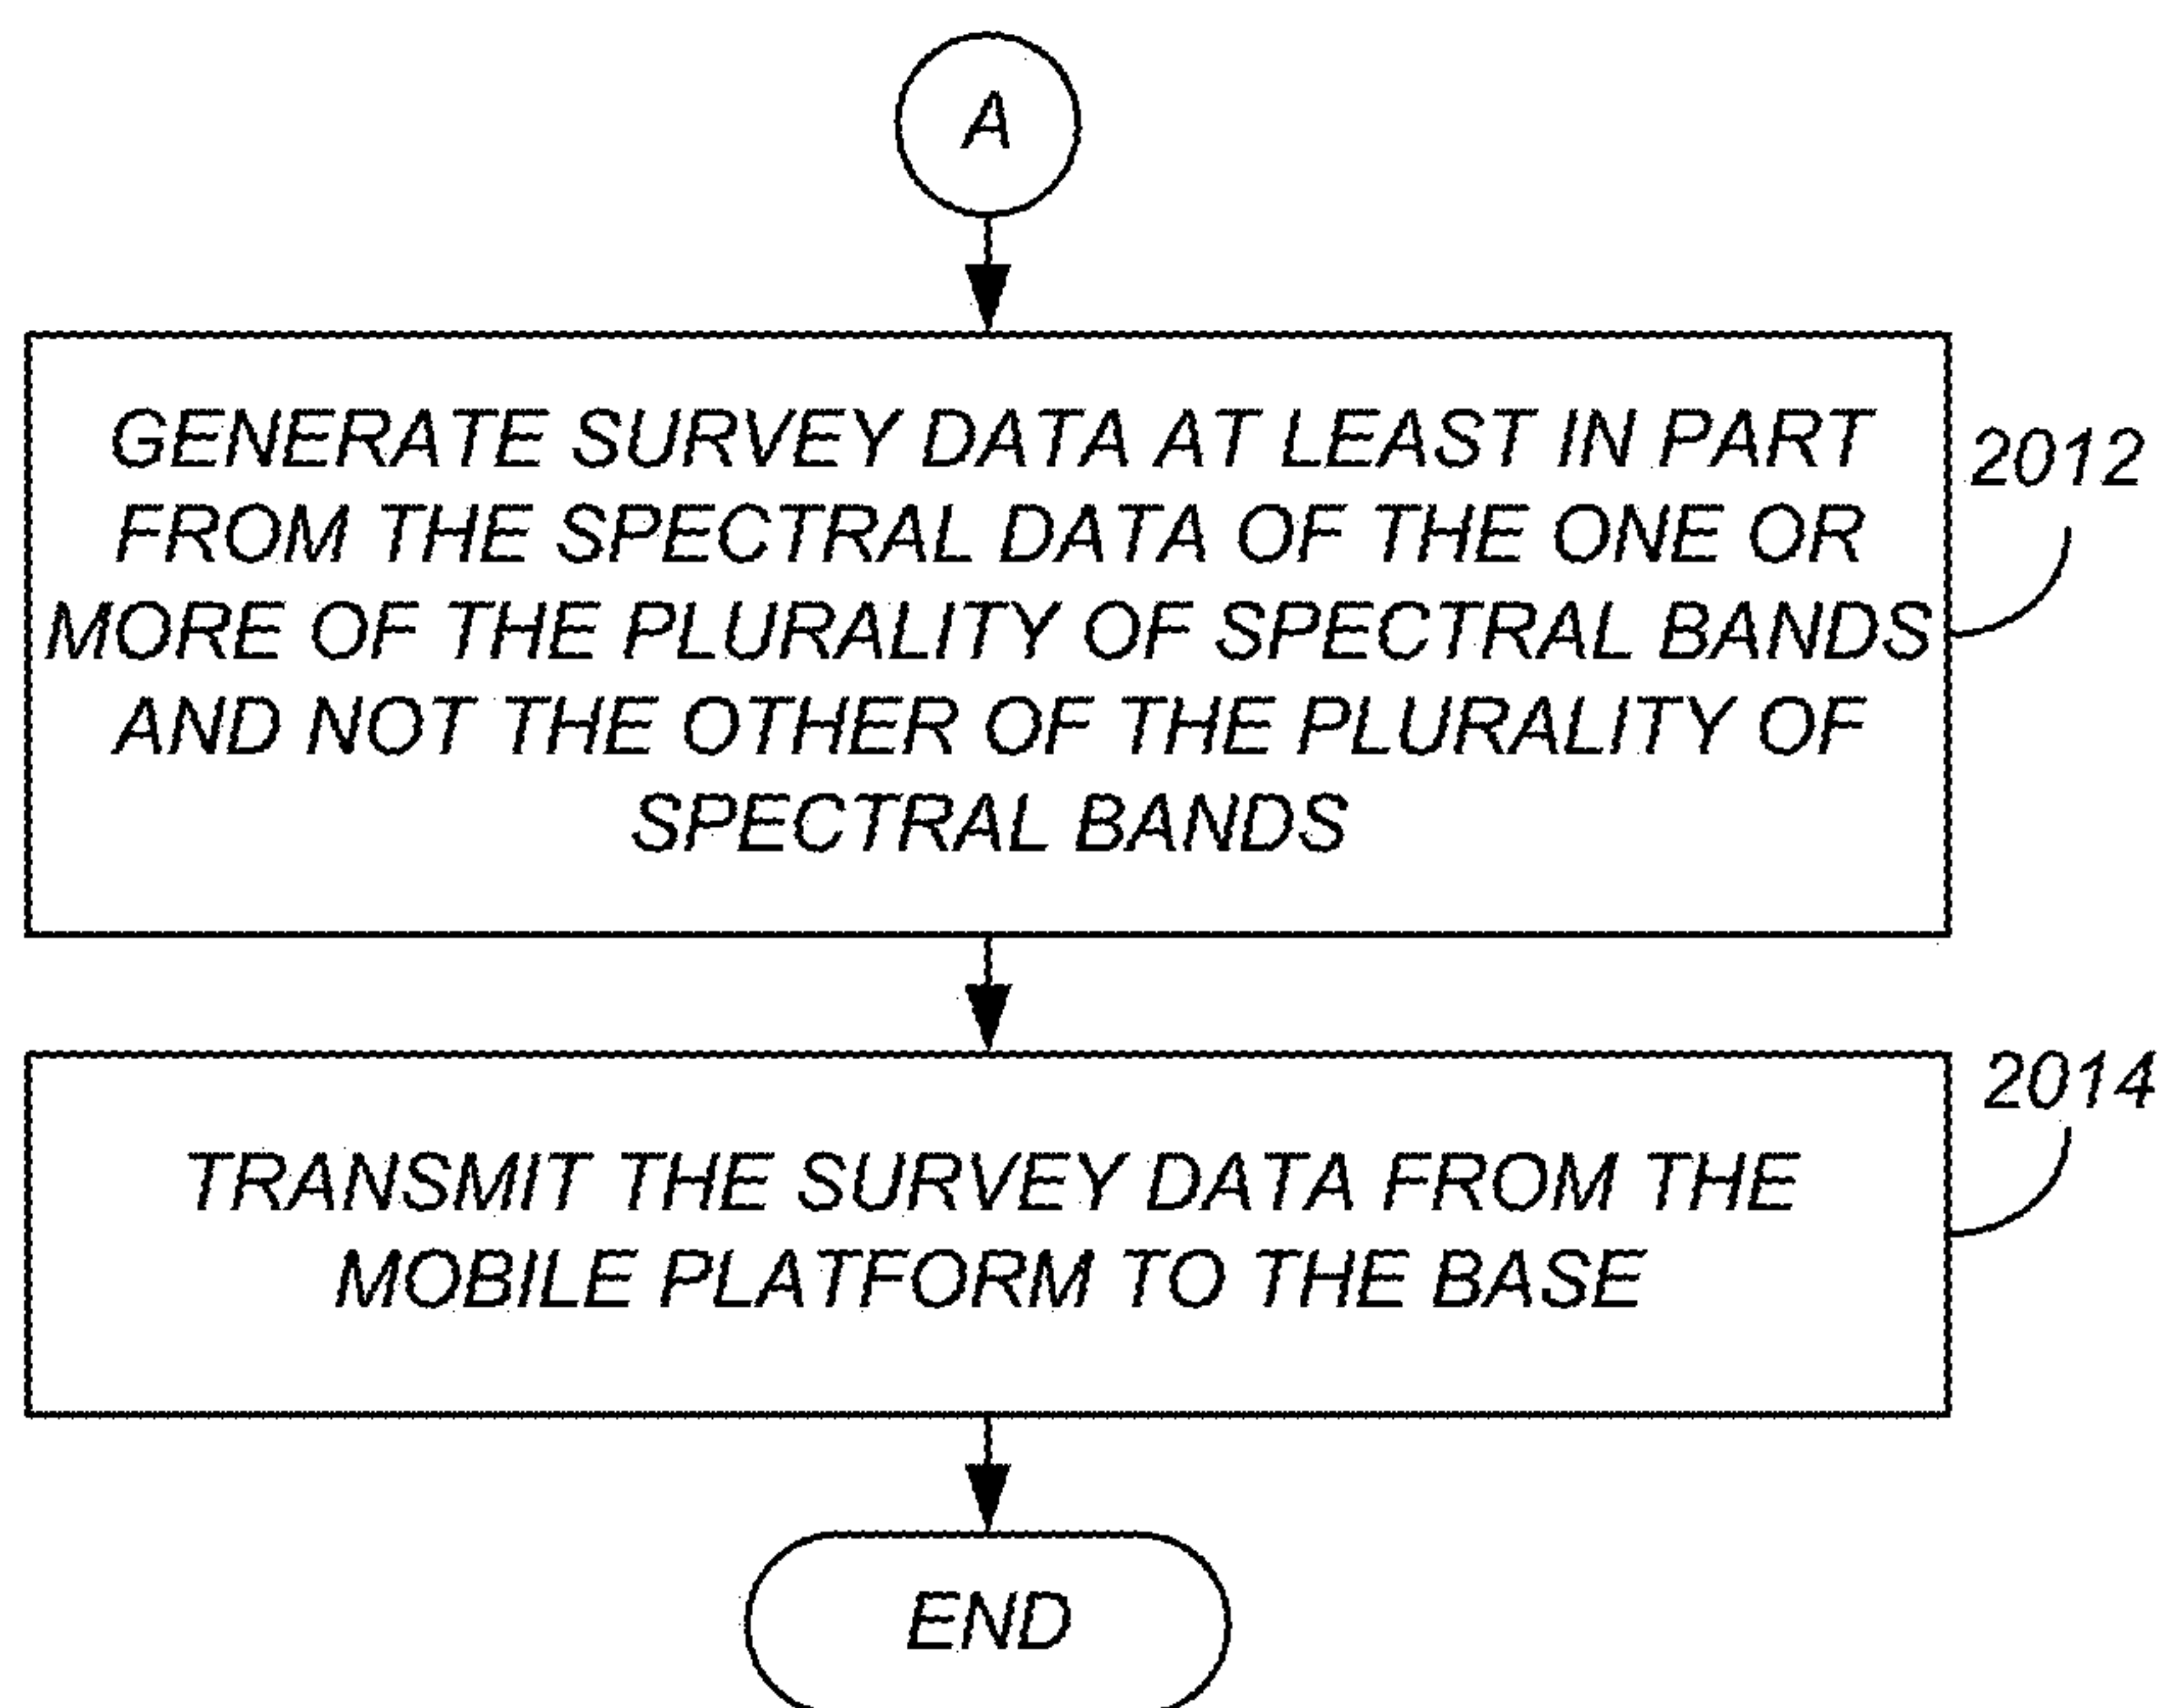 A
GENERATE SURVEY DATA AT LEAST IN PART
FROM THE SPECTRAL DATA OF THE ONE OR
MORE OF THE PLURALITY OF SPECTRAL BANDS
AND NOT THE OTHER OF THE PLURALITY OF
SPECTRAL BANDS
2012
TRANSMIT THE SURVEY DATA FROM THE
MOBILE PLATFORM TO THE BASE
2014
END